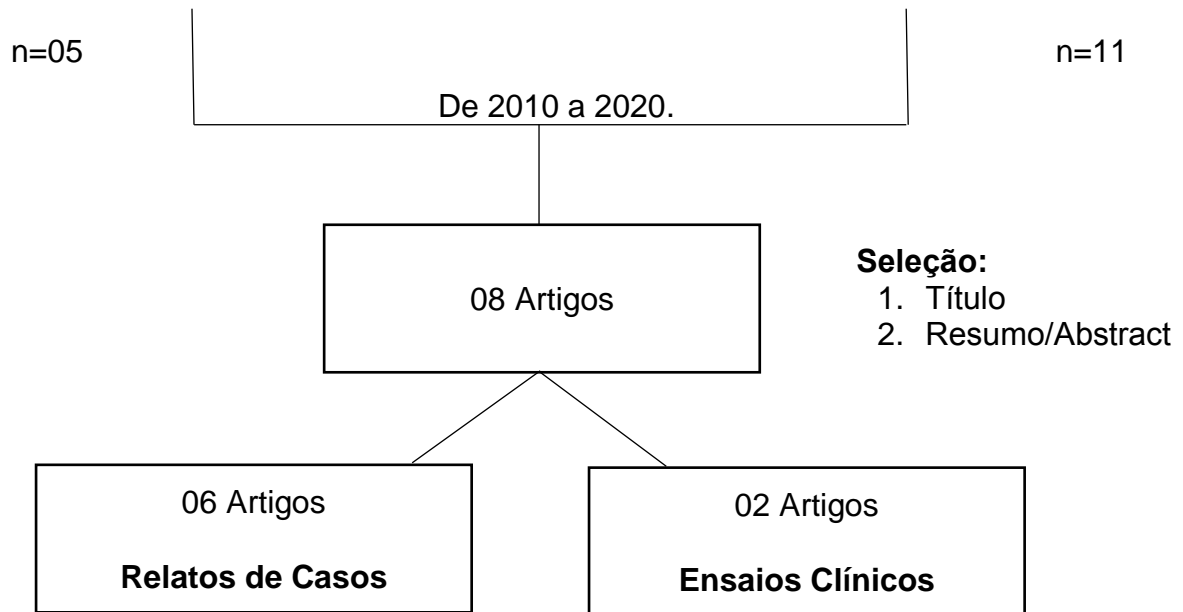 n=05
n=11
De 2010 a 2020.
08 Artigos
Seleção:
1. Título
2. Resumo/Abstract
06 Artigos
Relatos de Casos
02 Artigos
Ensaios Clínicos